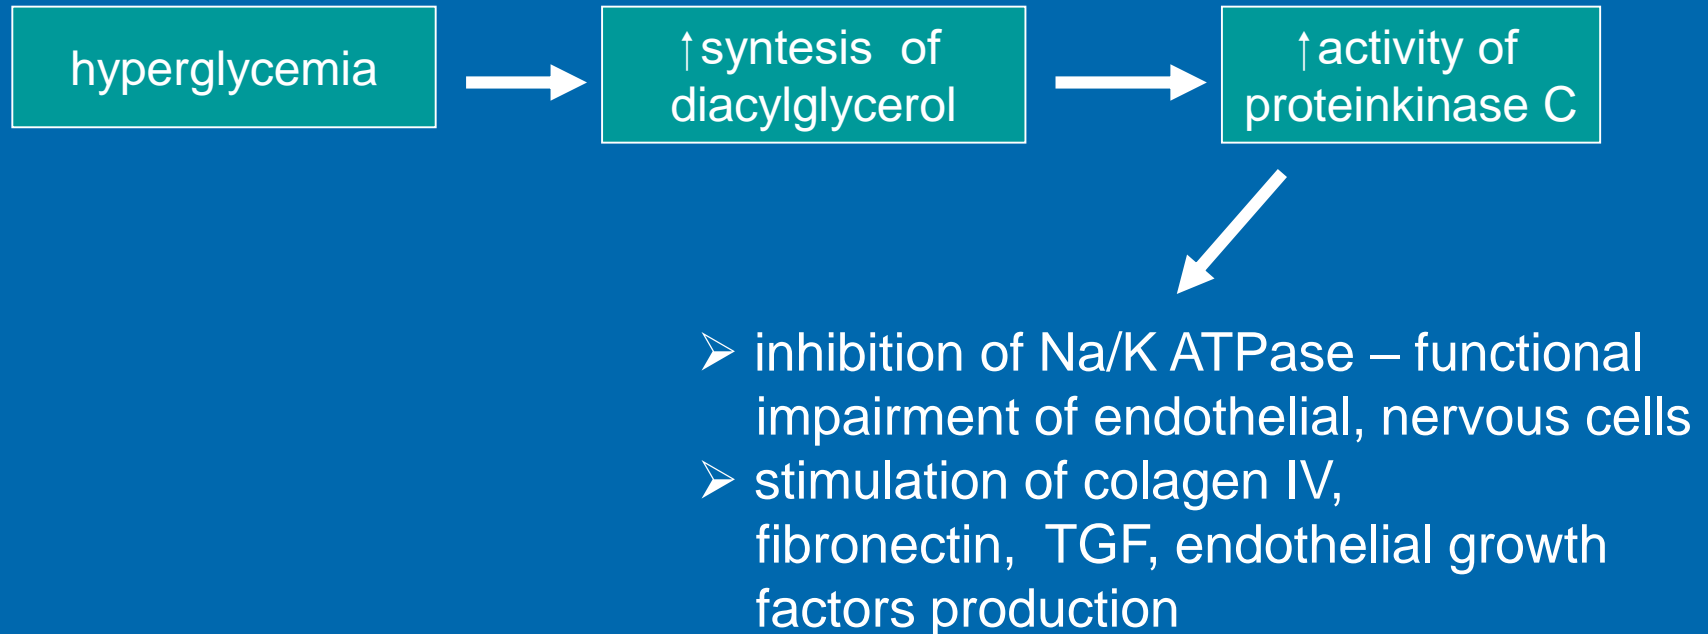 hyperglycemia
↑syntesis of
diacylglycerol
↑activity of
proteinkinase C
➢ inhibition of Na/K ATPase – functional
impairment of endothelial, nervous cells
➢ stimulation of colagen IV,
fibronectin, TGF, endothelial growth
factors production